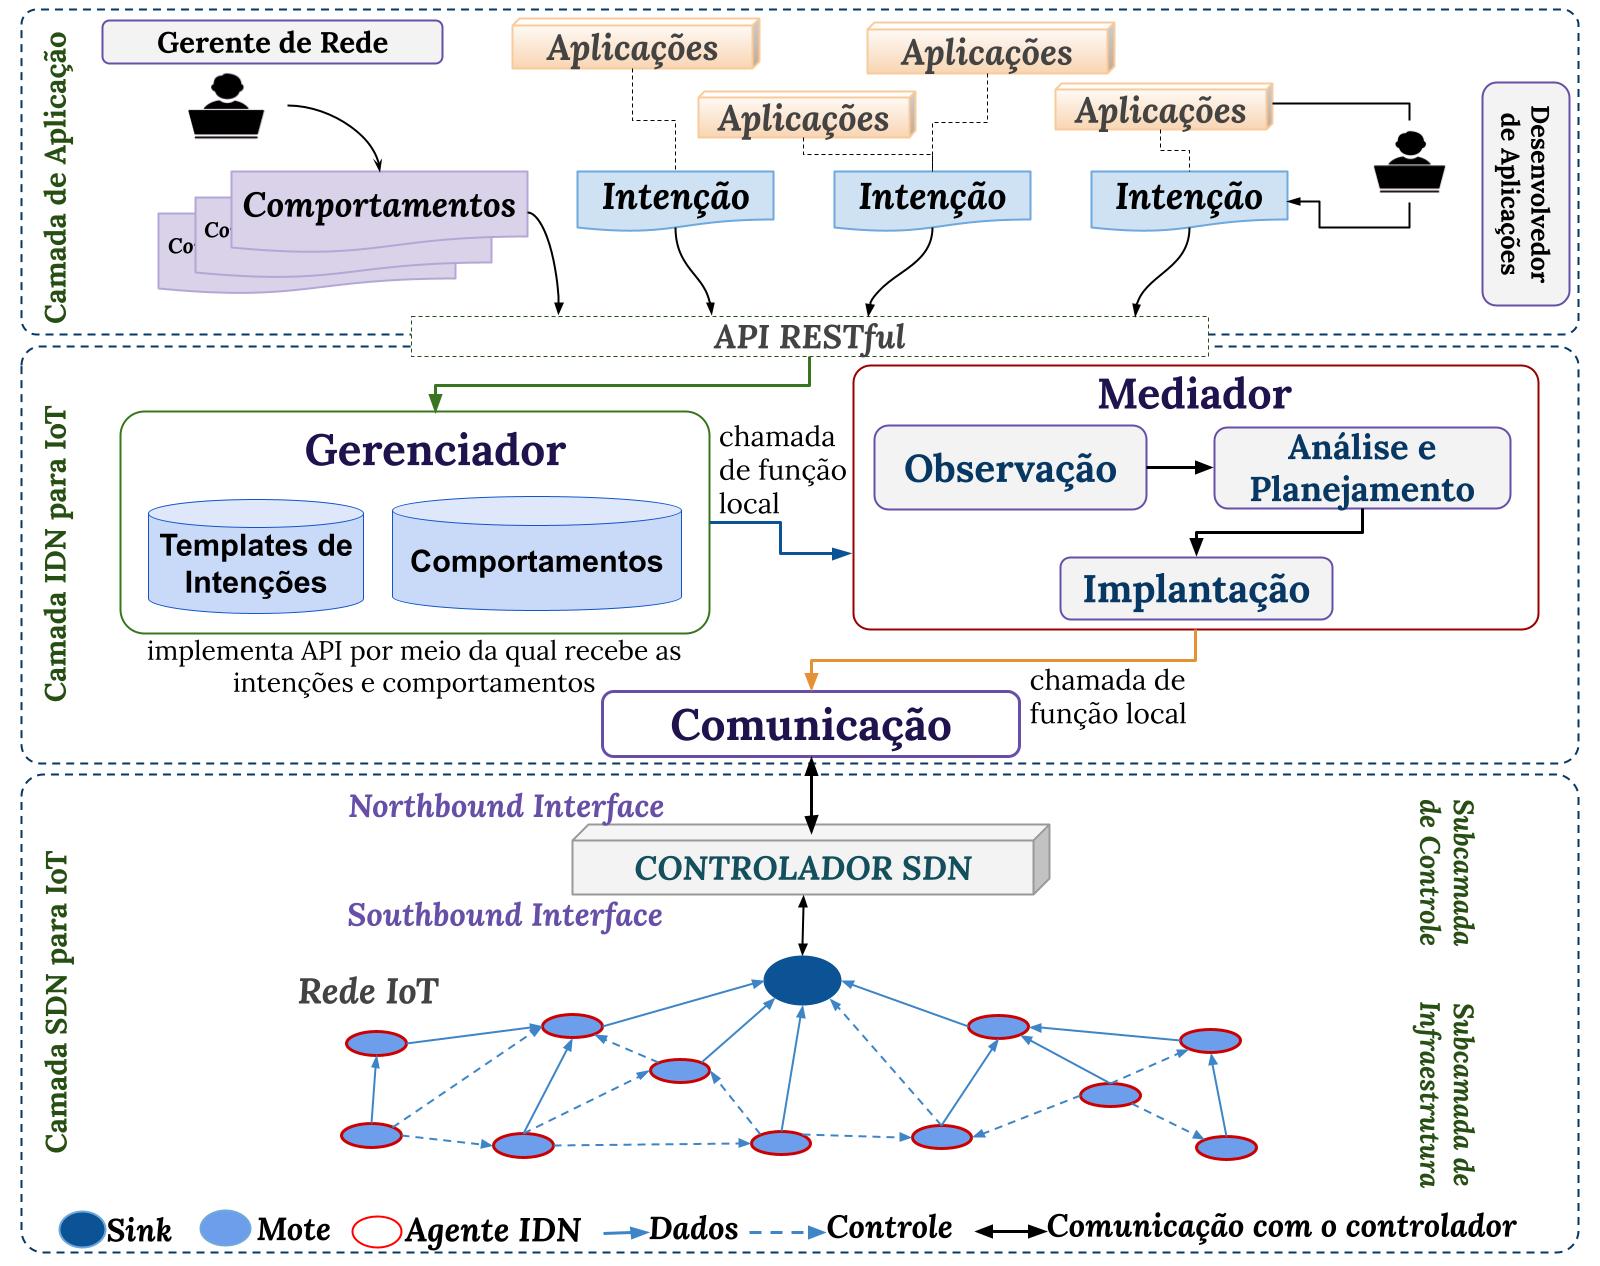 Camada de Aplicação
Gerente de Rede
Aplicações
Aplicações
Aplicações
Aplicações
Desenvolvedor
de Aplicações
Comportamentos
Co
Co
Intenção
Intenção
Intenção
API RESTful
Camada IDN para IoT
Gerenciador
Templates de
Intenções
Comportamentos
implementa API por meio da qual recebe as
intenções e comportamentos
chamada
de função
local
Mediador
Observação
Análise e
Planejamento
Implantação
chamada de
função local
Comunicação
Camada SDN para IoT
Northbound Interface
CONTROLADOR SDN
Southbound Interface
Subcamada
de Controle
Rede IoT
Subcamada de
Infraestrutura
Sink
Mote
Agente IDN
Dados
Controle
Comunicação com o controlador